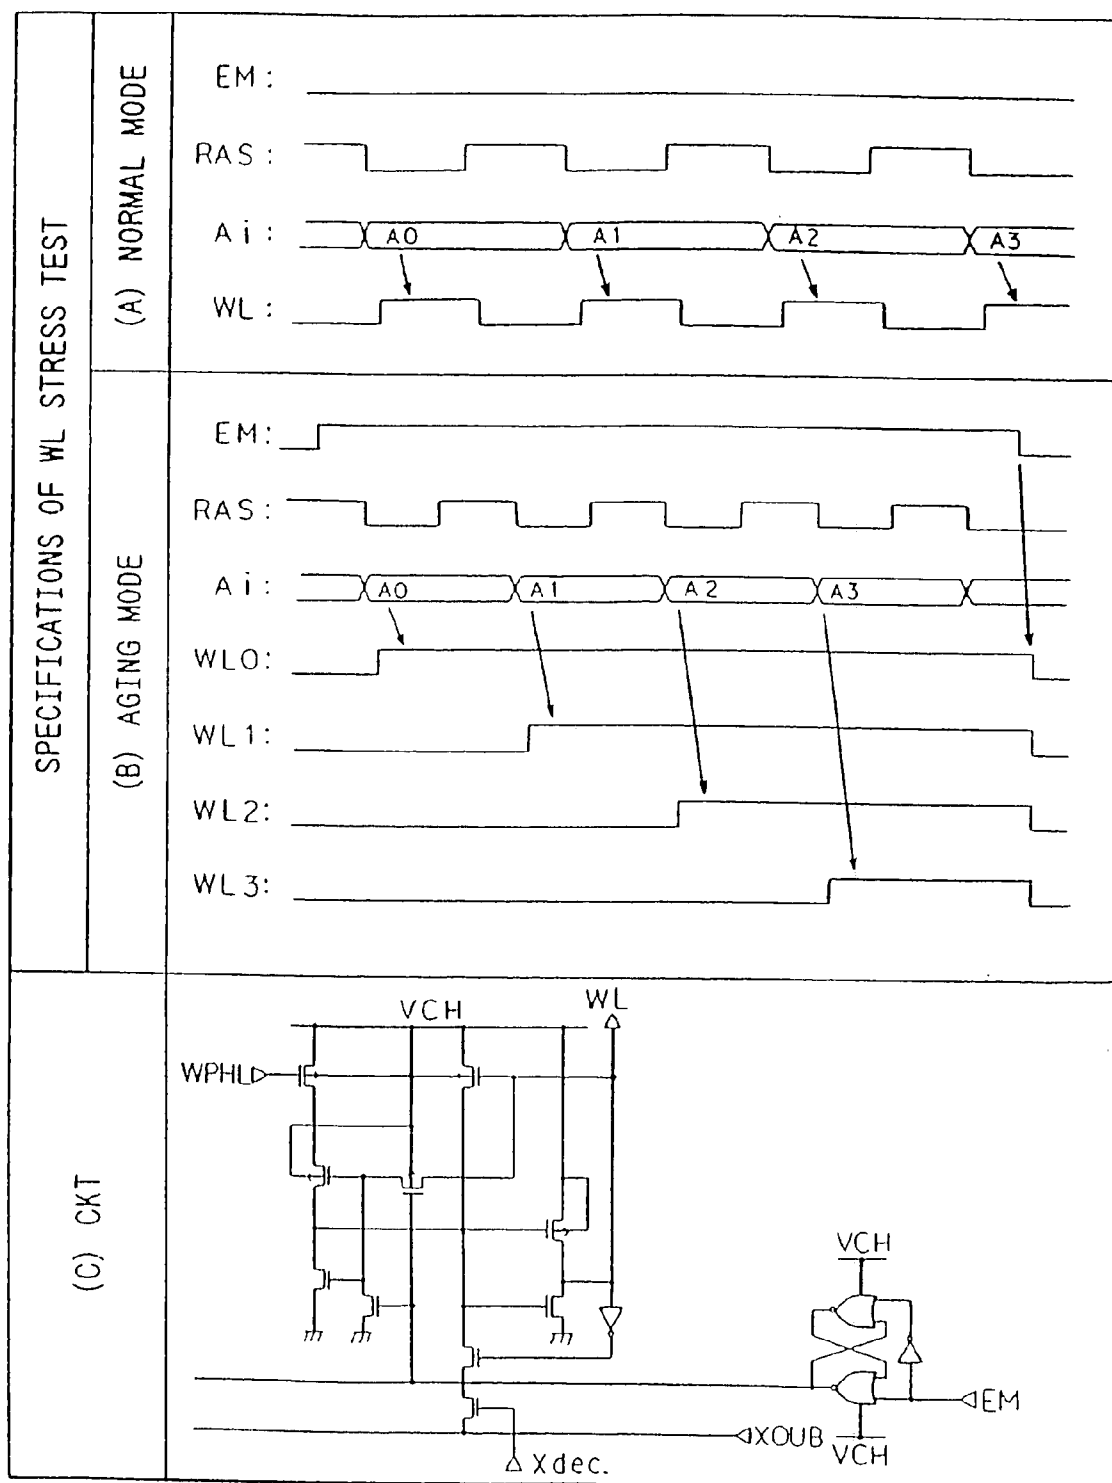 SPECIFICATIONS OF WL STRESS TEST
(A) NORMAL MODE
EM:
RAS:
Ai:
A0
A1
A2
A3
WL:
(B) AGING MODE
EM:
RAS:
Ai:
A0
A1
A2
A3
WL0:
WL1:
WL2:
WL3:
(C) CKT
VCH
WL
WPHL
VCH
EM
XOUB
VCH
Xdec.